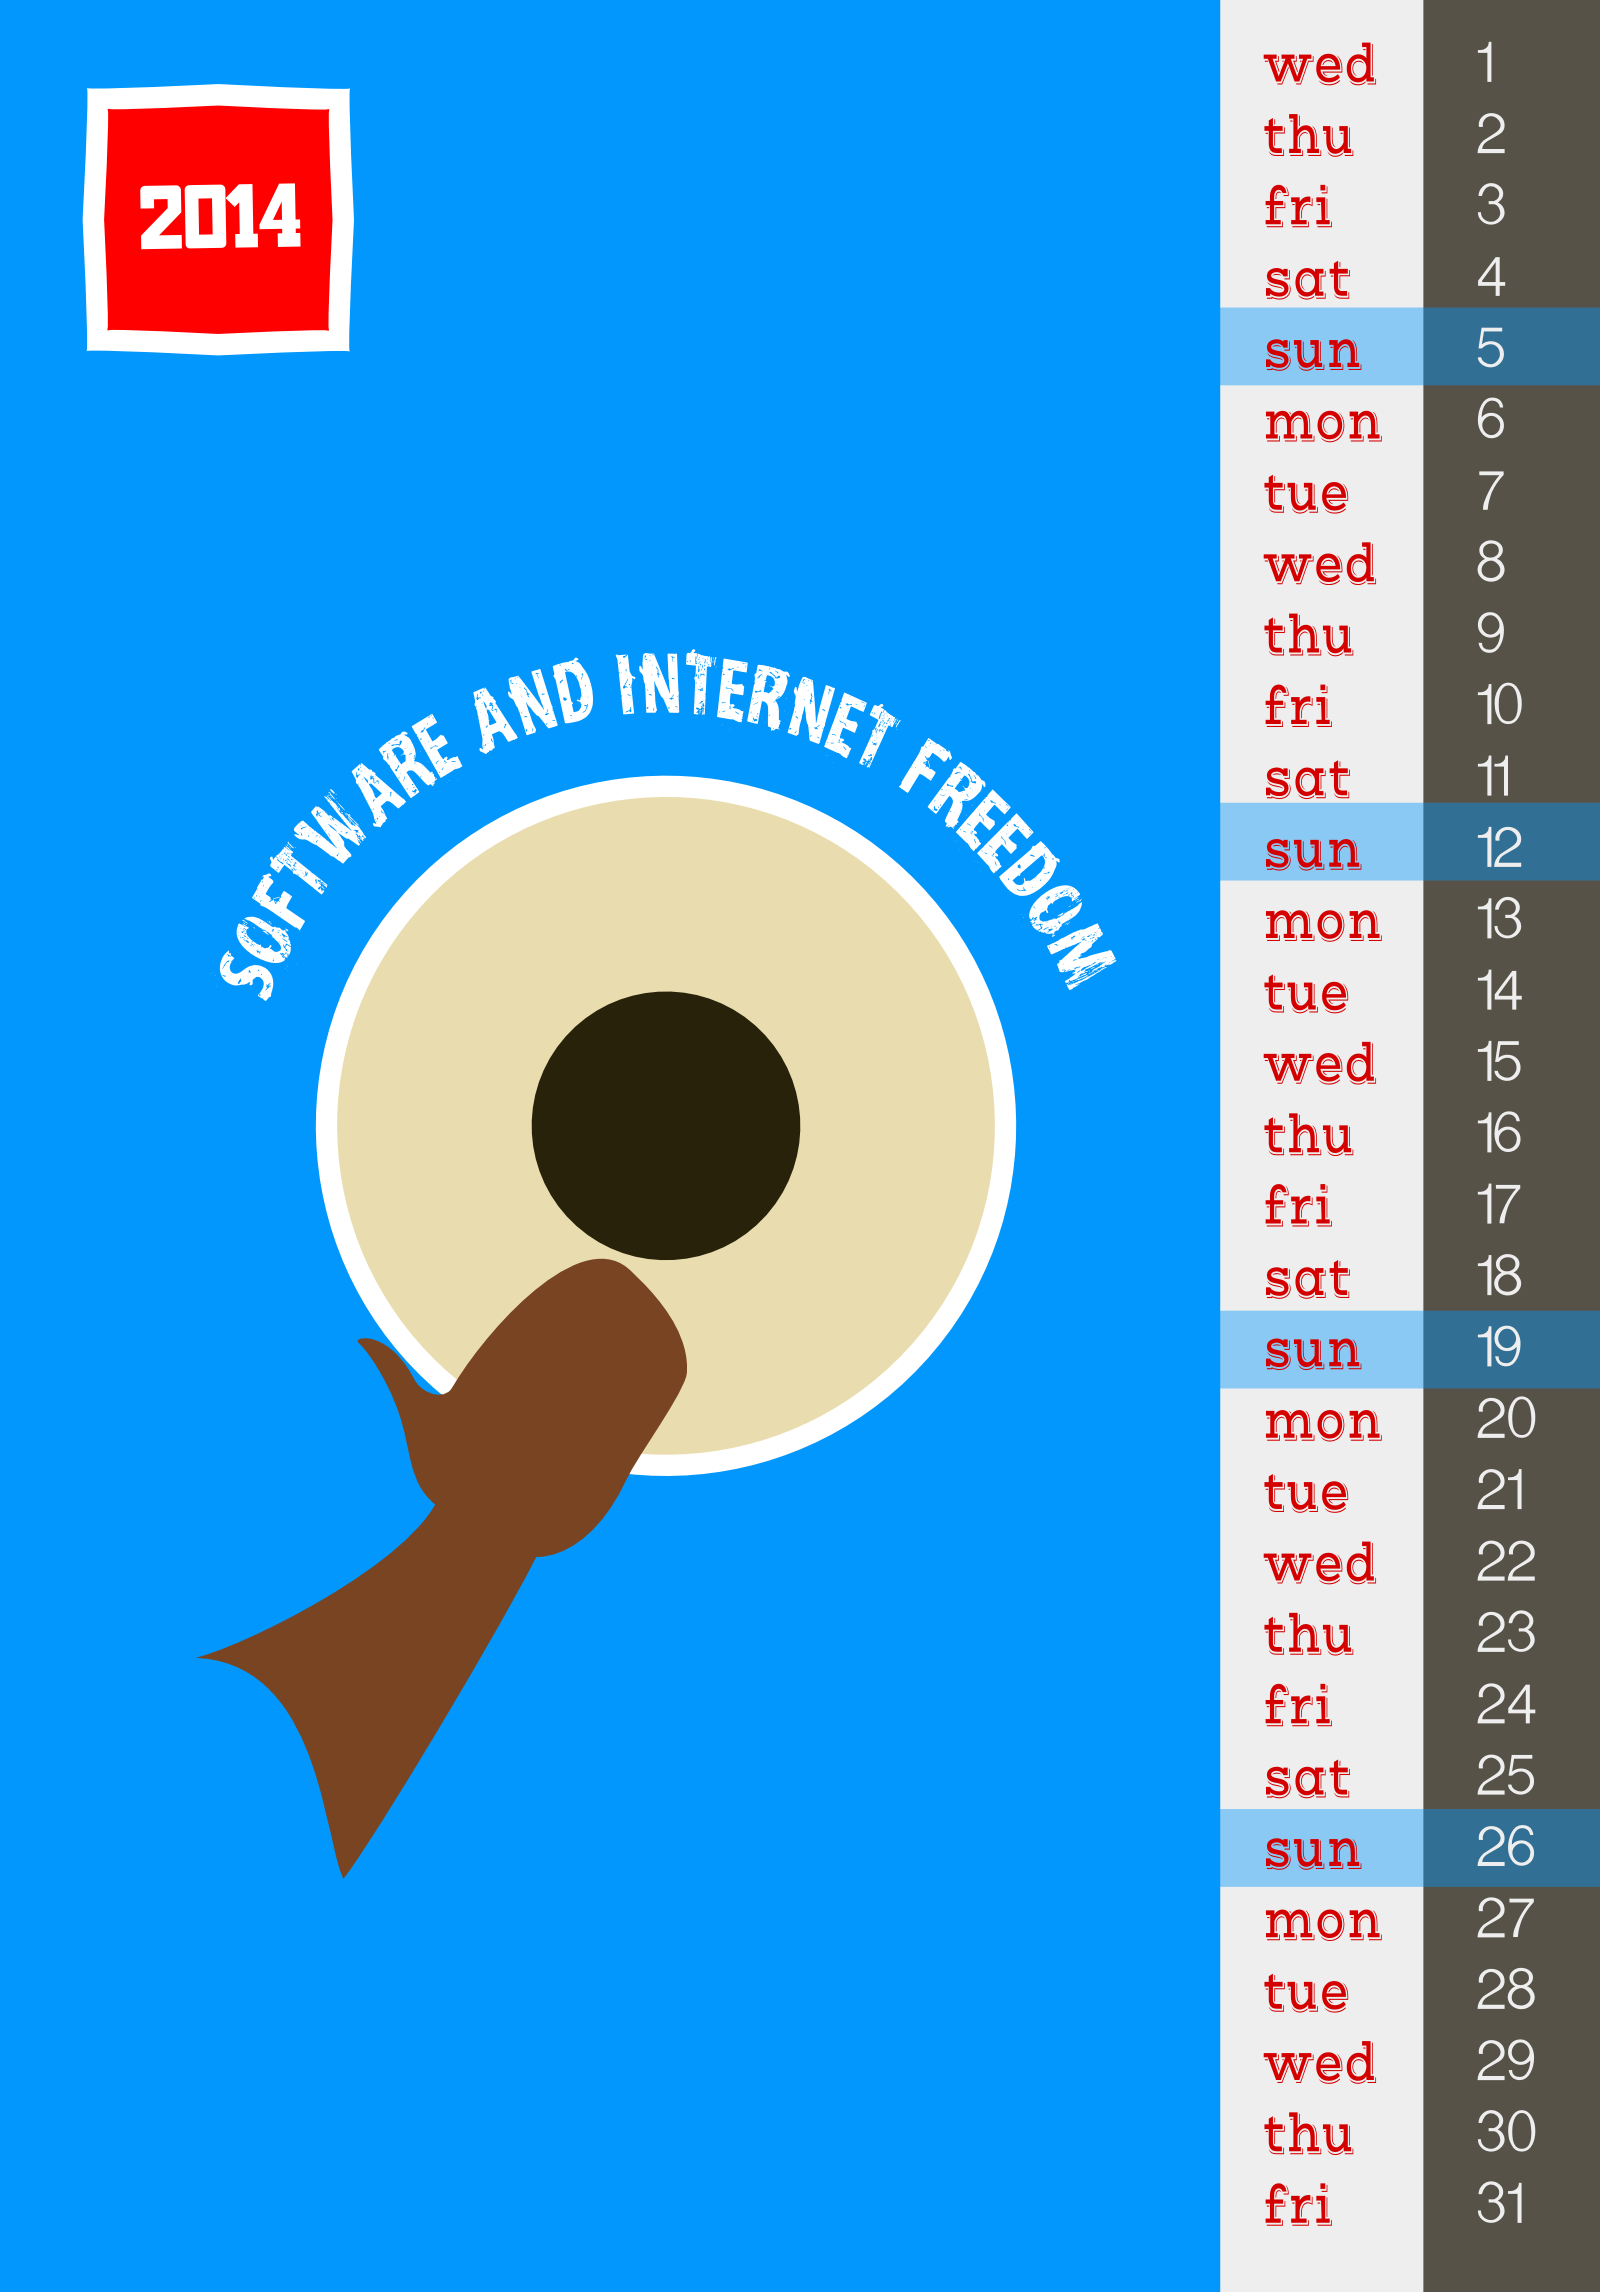 2014
SOFTWARE AND INTERNET FREEDOM
wed 1
thu 2
fri 3
sat 4
sun 5
mon 6
tue 7
wed 8
thu 9
fri 10
sat 11
sun 12
mon 13
tue 14
wed 15
thu 16
fri 17
sat 18
sun 19
mon 20
tue 21
wed 22
thu 23
fri 24
sat 25
sun 26
mon 27
tue 28
wed 29
thu 30
fri 31